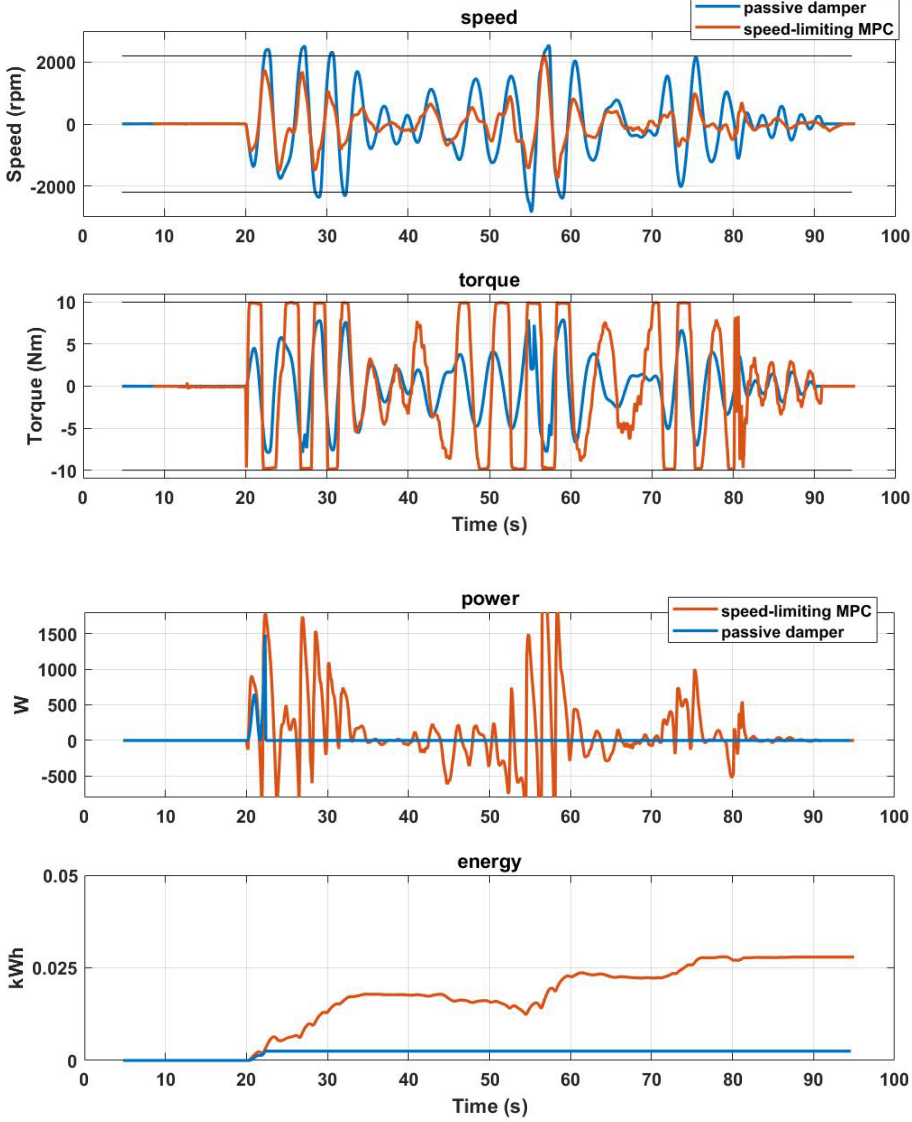 speed
passive damper
speed-limiting MPC
Speed (rpm)
2000
0
-2000
0 10 20 30 40 50 60 70 80 90 100
torque
Torque (Nm)
10
5
0
-5
-10
0 10 20 30 40 50 60 70 80 90 100
Time (s)
power
speed-limiting MPC
passive damper
W
1500
1000
500
0
-500
0 10 20 30 40 50 60 70 80 90 100
energy
kWh
0.05
0.025
0
0 10 20 30 40 50 60 70 80 90 100
Time (s)